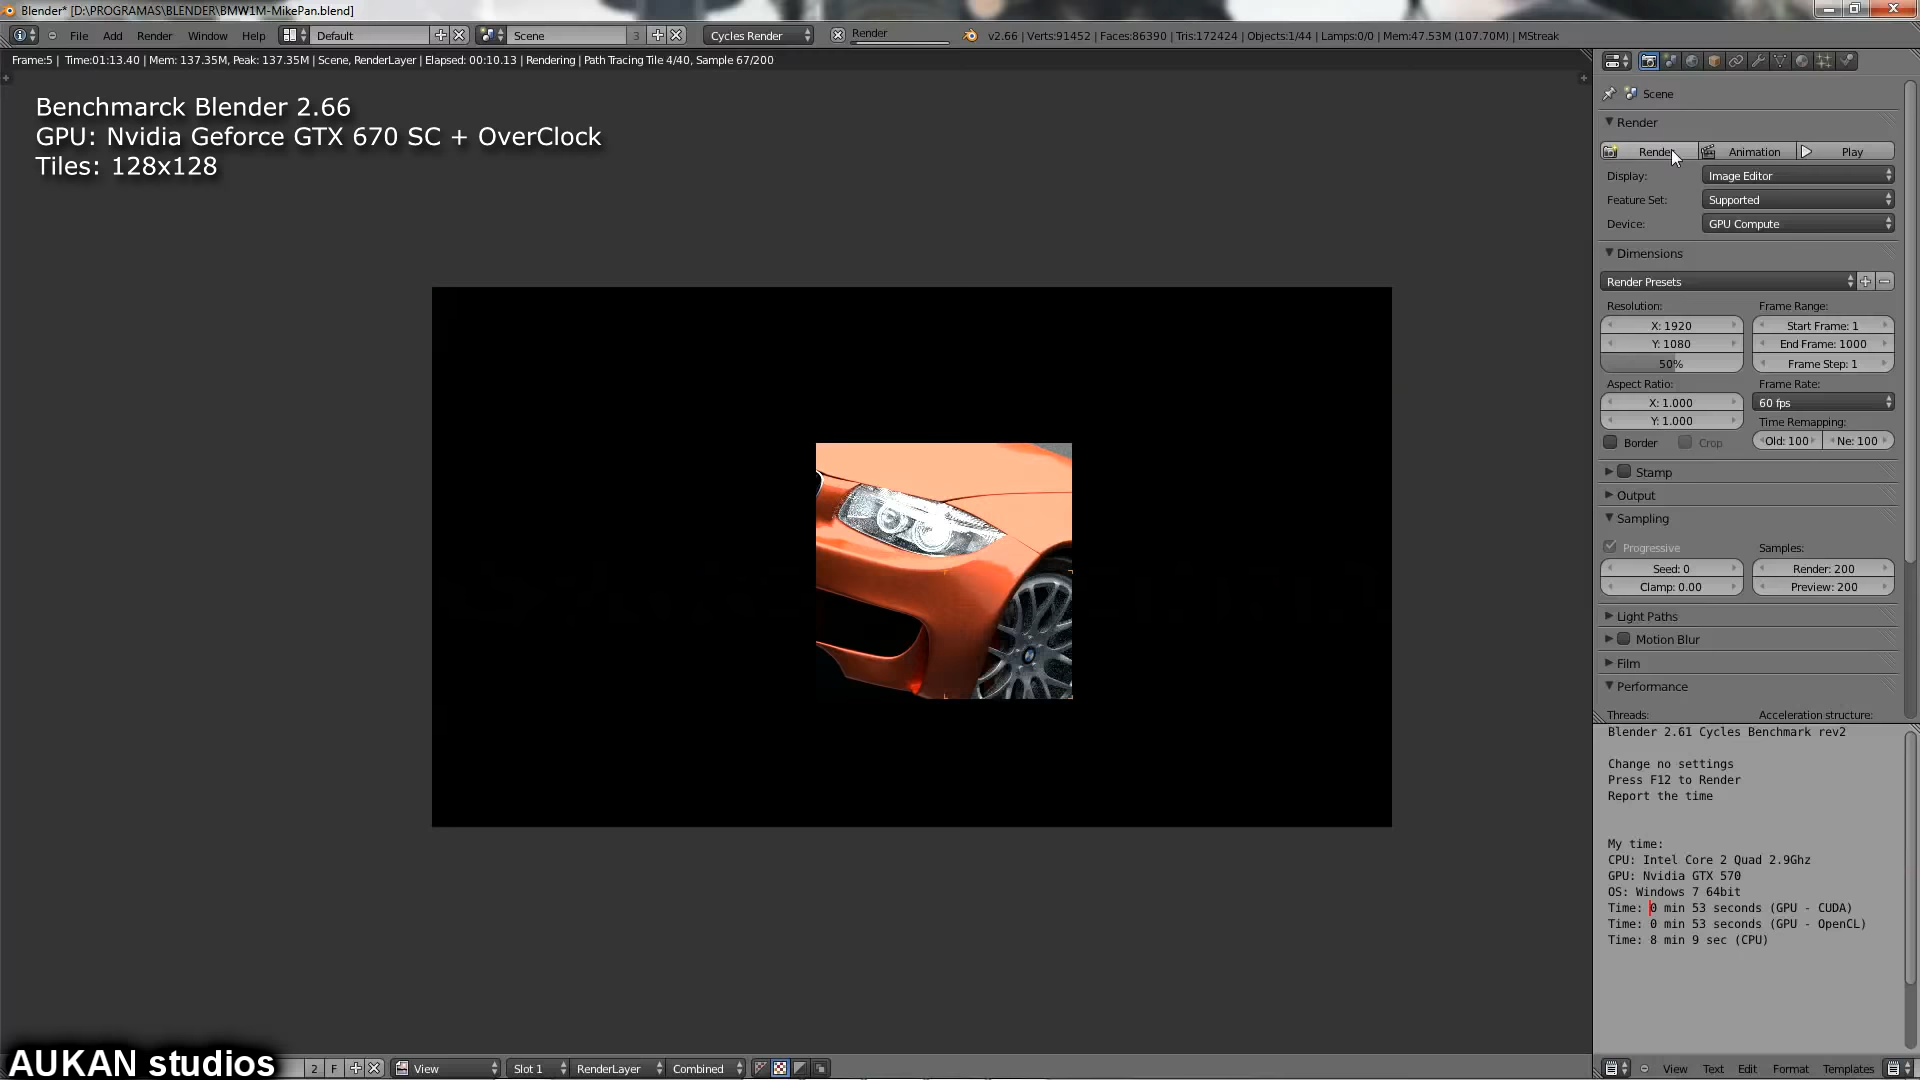 Blender* [D:\PROGRAMAS\BLENDER\BMW1M-MikePan.blend]
File Add Render Window Help Default Scene 3 Cycles Render Render v2.66 | Verts:91452 | Faces:86390 | Tris:172424 | Objects:1/44 | Lamps:0/0 | Mem:47.53M (107.70M) | MStreak
Frame:5 | Time:01:13.40 | Mem: 137.35M, Peak: 137.35M | Scene, RenderLayer | Elapsed: 00:10.13 | Rendering | Path Tracing Tile 4/40, Sample 67/200
Benchmarck Blender 2.66
GPU: Nvidia Geforce GTX 670 SC + OverClock
Tiles: 128x128
Scene
Render
Render Animation Play
Display: Image Editor
Feature Set: Supported
Device: GPU Compute
Dimensions
Render Presets
Resolution: Frame Range:
X: 1920 Start Frame: 1
Y: 1080 End Frame: 1000
50% Frame Step: 1
Aspect Ratio: Frame Rate:
X: 1.000 60 fps
Y: 1.000 Time Remapping:
Border Crop Old: 100 Ne: 100
Stamp
Output
Sampling
Progressive Samples:
Seed: 0 Render: 200
Clamp: 0.00 Preview: 200
Light Paths
Motion Blur
Film
Performance
Threads: Acceleration structure:
Blender 2.61 Cycles Benchmark rev2
Change no settings
Press F12 to Render
Report the time
My time:
CPU: Intel Core 2 Quad 2.9Ghz
GPU: Nvidia GTX 570
OS: Windows 7 64bit
Time: 0 min 53 seconds (GPU - CUDA)
Time: 0 min 53 seconds (GPU - OpenCL)
Time: 8 min 9 sec (CPU)
AUKAN studios
2 F View Slot 1 RenderLayer Combined
View Text Edit Format Templates